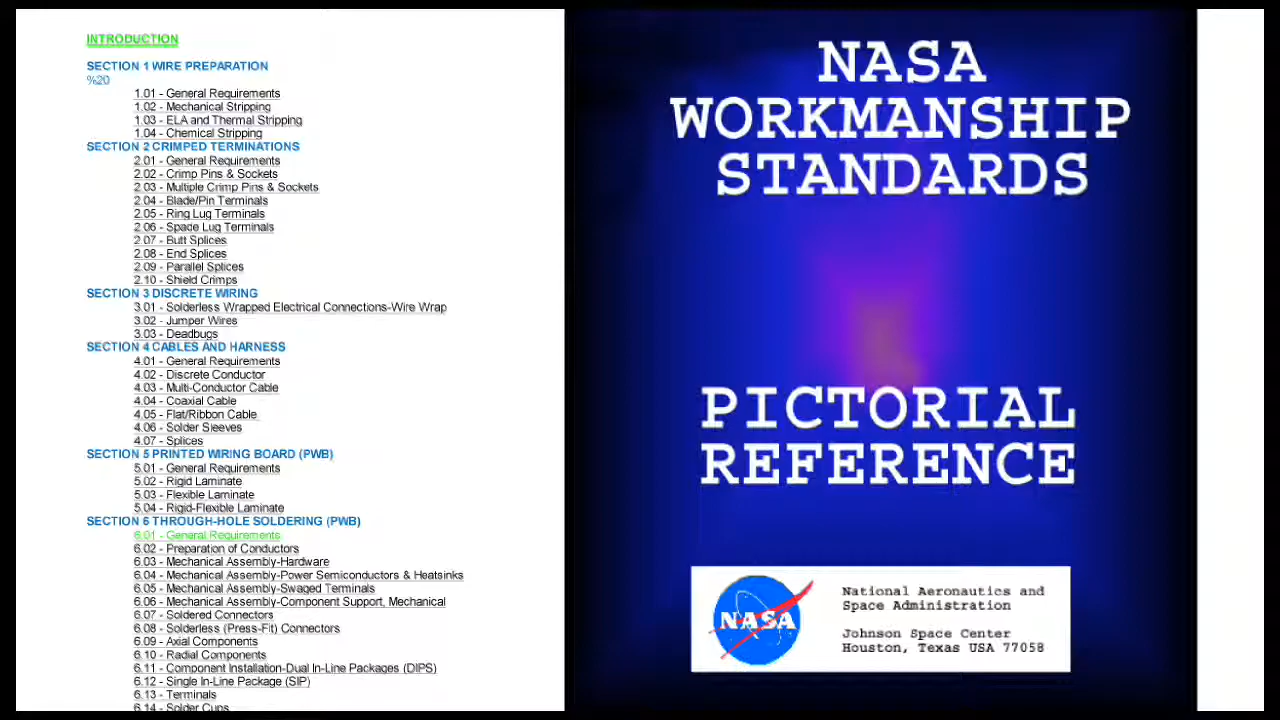 INTRODUCTION
SECTION 1 WIRE PREPARATION
%20
1.01 - General Requirements
1.02 - Mechanical Stripping
1.03 - ELA and Thermal Stripping
1.04 - Chemical Stripping
SECTION 2 CRIMPED TERMINATIONS
2.01 - General Requirements
2.02 - Crimp Pins & Sockets
2.03 - Multiple Crimp Pins & Sockets
2.04 - Blade/Pin Terminals
2.05 - Ring Lug Terminals
2.06 - Space Lug Terminals
2.07 - Butt Splices
2.08 - End Splices
2.09 - Parallel Splices
2.10 - Shield Crimps
SECTION 3 DISCRETE WIRING
3.01 - Solderless Wrapped Electrical Connections-Wire Wrap
3.02 - Jumper Wires
3.03 - Deadbugs
SECTION 4 CABLES AND HARNESS
4.01 - General Requirements
4.02 - Discrete Conductor
4.03 - Multi-Conductor Cable
4.04 - Coaxial Cable
4.05 - Flat/Ribbon Cable
4.06 - Solder Sleeves
4.07 - Splices
SECTION 5 PRINTED WIRING BOARD (PWB)
5.01 - General Requirements
5.02 - Rigid Laminate
5.03 - Flexible Laminate
5.04 - Rigid-Flexible Laminate
SECTION 6 THROUGH-HOLE SOLDERING (PWB)
6.01 - General Requirements
6.02 - Preparation of Conductors
6.03 - Mechanical Assembly-Hardware
6.04 - Mechanical Assembly-Power Semiconductors & Heatsinks
6.05 - Mechanical Assembly-Swaged Terminals
6.06 - Mechanical Assembly-Component Support, Mechanical
6.07 - Soldered Connectors
6.08 - Solderless (Press-Fit) Connectors
6.09 - Axial Components
6.10 - Radial Components
6.11 - Component Installation-Dual In-Line Packages (DIPS)
6.12 - Single In-Line Package (SIP)
6.13 - Terminals
6.14 - Solder Cups
NASA
WORKMANSHIP
STANDARDS
PICTORIAL
REFERENCE
NASA
National Aeronautics and
Space Administration
Johnson Space Center
Houston, Texas USA 77058